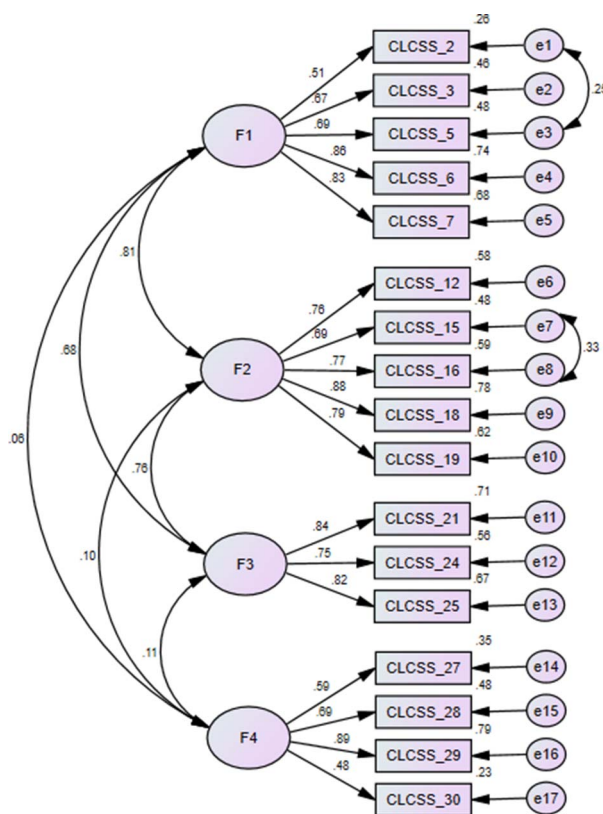 .26
CLCSS_2
e1
.51
.46
.67
CLCSS_3
e2
.48
.69
CLCSS_5
e3
F1
.74
.86
CLCSS_6
e4
.68
.83
CLCSS_7
e5
.81
.58
CLCSS_12
e6
.76
.48
.69
CLCSS_15
e7
.68
.59
.33
.77
CLCSS_16
e8
F2
.78
.88
CLCSS_18
e9
.62
.79
CLCSS_19
e10
.06
.76
.71
CLCSS_21
e11
.84
.56
.75
CLCSS_24
e12
.10
F3
.67
.82
CLCSS_25
e13
.11
.35
CLCSS_27
e14
.59
.48
.69
CLCSS_28
e15
F4
.79
.89
CLCSS_29
e16
.23
.48
CLCSS_30
e17